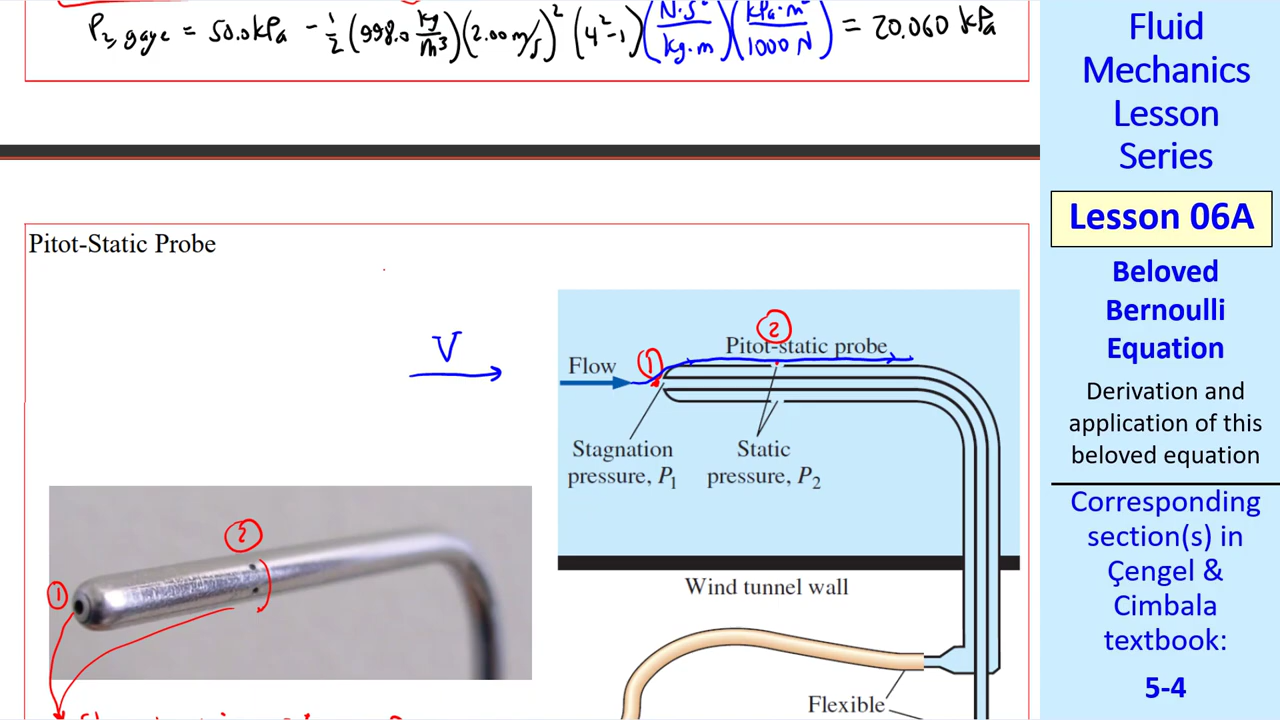 P2, gage = 50.0 kPa - 1/2 (998.0 kg/m³)(2.00 m/s)² (4² - 1) (N·s²/kg·m) (kPa·m²/1000 N) = 20.060 kPa
Pitot-Static Probe
V
②
Pitot-static probe
①
Flow
Stagnation
pressure, P1
Static
pressure, P2
②
①
Wind tunnel wall
Flexible
Fluid
Mechanics
Lesson
Series
Lesson 06A
Beloved
Bernoulli
Equation
Derivation and
application of this
beloved equation
Corresponding
section(s) in
Çengel &
Cimbala
textbook:
5-4